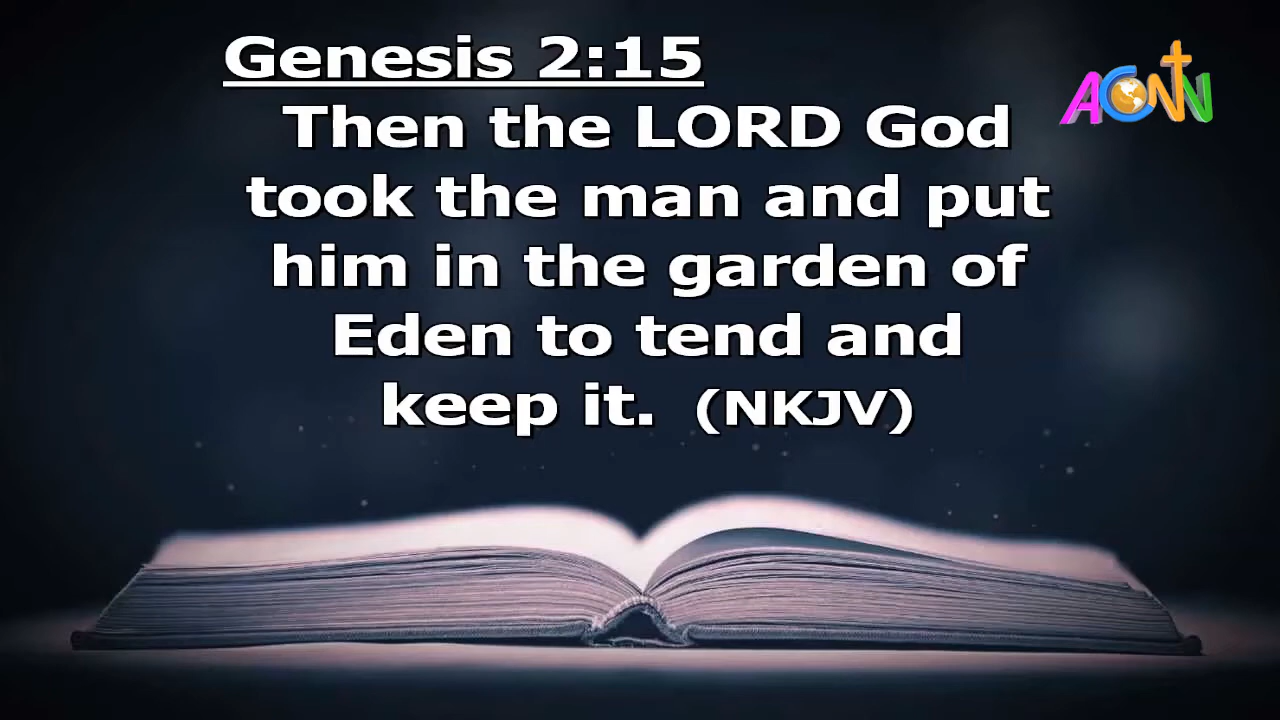 Genesis 2:15
ACNN
Then the LORD God
took the man and put
him in the garden of
Eden to tend and
keep it. (NKJV)